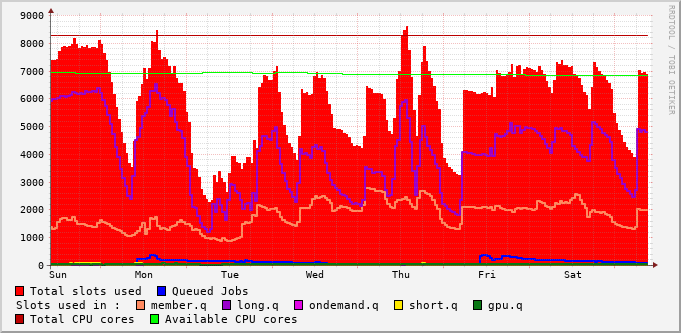 9000
8000
7000
6000
5000
4000
3000
2000
1000
0
Sun Mon Tue Wed Thu Fri Sat
RRDTOOL / TOBI OETIKER
Total slots used Queued Jobs
Slots used in : member.q long.q ondemand.q short.q gpu.q
Total CPU cores Available CPU cores